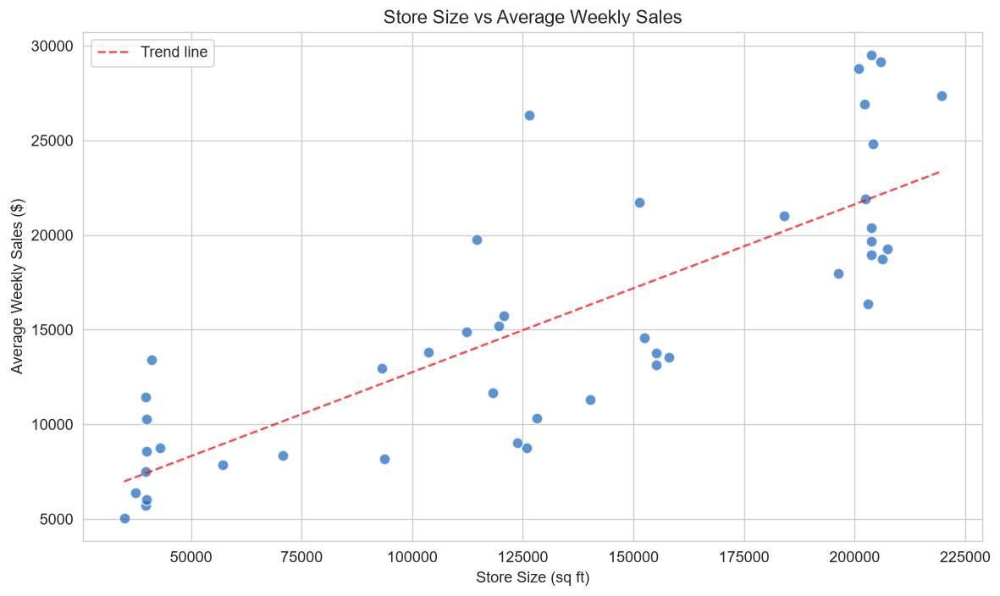 Store Size vs Average Weekly Sales
Trend line
Average Weekly Sales ($)
30000
25000
20000
15000
10000
5000
50000 75000 100000 125000 150000 175000 200000 225000
Store Size (sq ft)